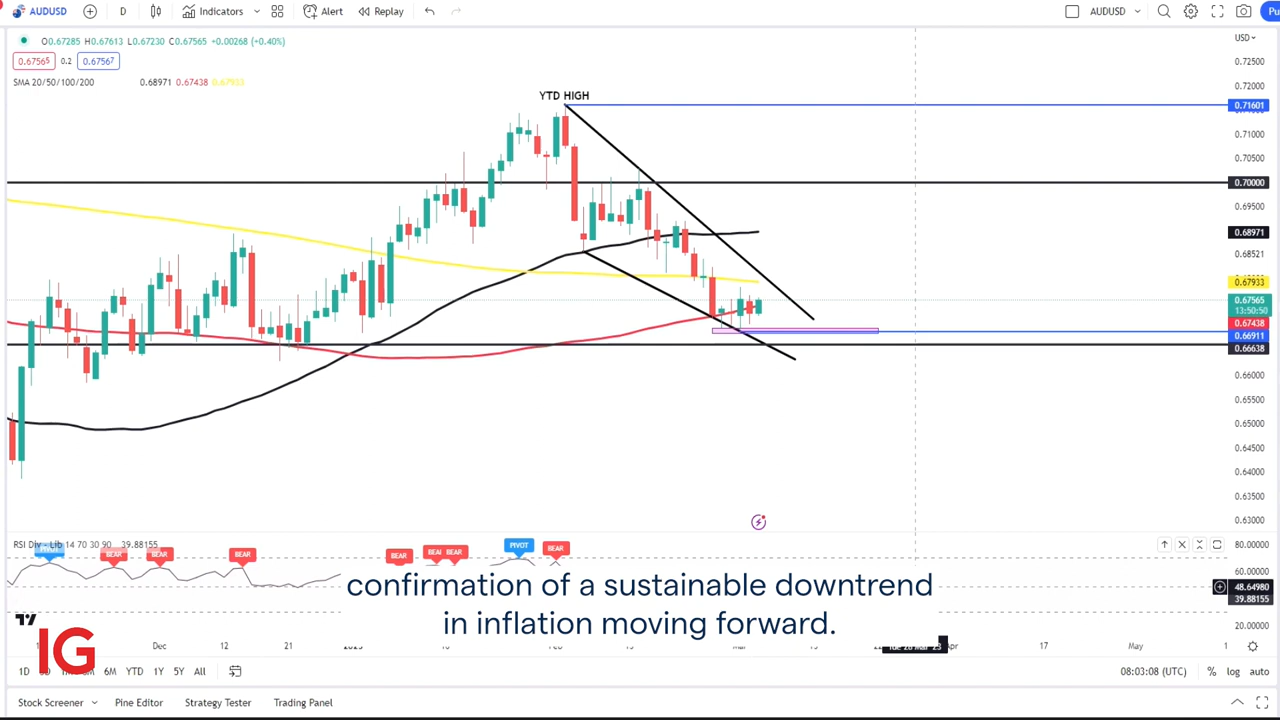 AUDUSD
D
Indicators
Alert
Replay
AUDUSD
Pu
O0.67285 H0.67613 L0.67230 C0.67565 +0.00268 (+0.40%)
USD
0.67565
0.2
0.67567
SMA 20/50/100/200
0.68971 0.67438 0.67933
YTD HIGH
0.72500
0.72000
0.71601
0.71000
0.70500
0.70000
0.69500
0.68971
0.68521
0.67933
0.67565
13:50:50
0.67438
0.66911
0.66638
0.66000
0.65500
0.65000
0.64500
0.64000
0.63500
0.63000
RSI Div - Lib 14 70 30 90 39.88155
BEAR
BEAR
BEAR
BEAR
BEAR
PIVOT
BEAR
80.00000
60.00000
48.64980
39.88155
20.00000
confirmation of a sustainable downtrend
in inflation moving forward.
IG
Dec
12
21
Mar
Apr
17
May
1
1D
6M
YTD
1Y
5Y
All
08:03:08 (UTC)
%
log
auto
Stock Screener
Pine Editor
Strategy Tester
Trading Panel